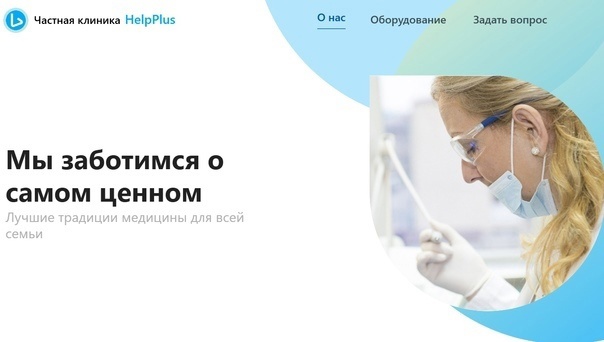 Частная клиника HelpPlus
О нас
Оборудование
Задать вопрос
Мы заботимся о
самом ценном
Лучшие традиции медицины для всей
семьи